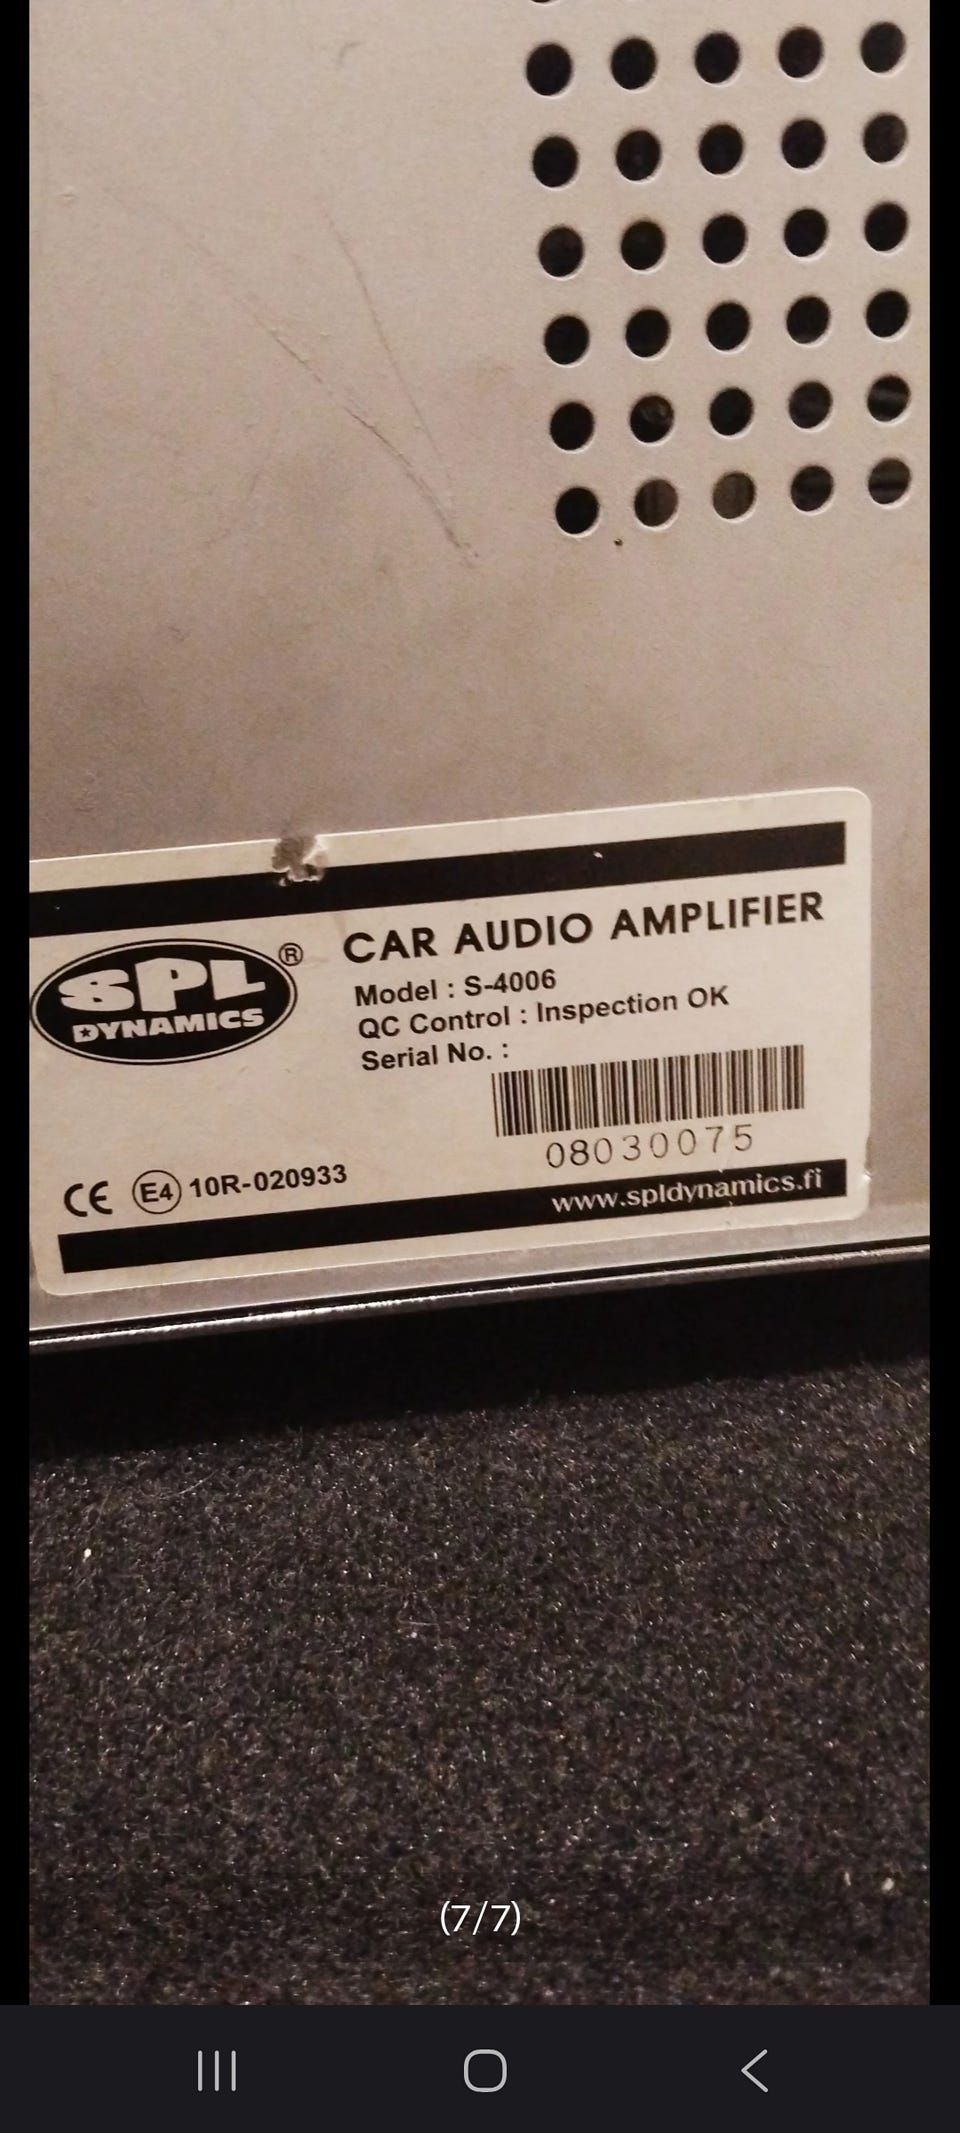 SPL
DYNAMICS
®
CAR AUDIO AMPLIFIER
Model : S-4006
QC Control : Inspection OK
Serial No. :
08030075
CE E4 10R-020933
www.spldynamics.fi
(7/7)